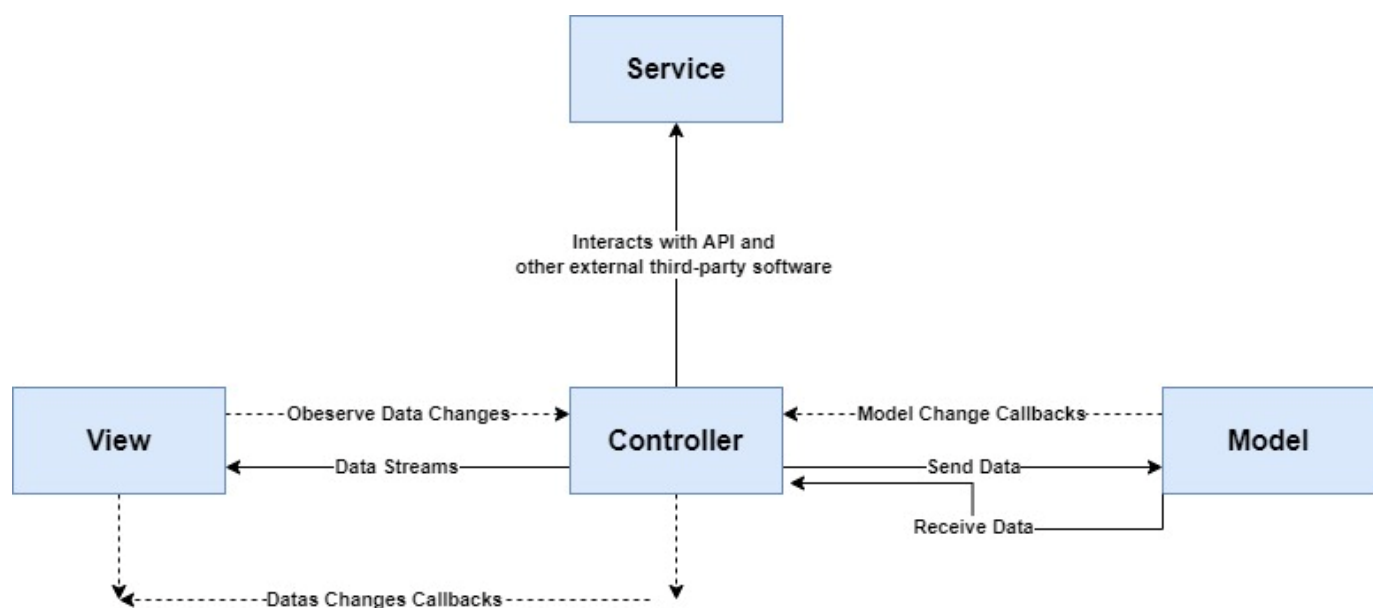 Service
Interacts with API and
other external third-party software
Obeserve Data Changes
Model Change Callbacks
View
Controller
Model
Data Streams
Send Data
Receive Data
Datas Changes Callbacks